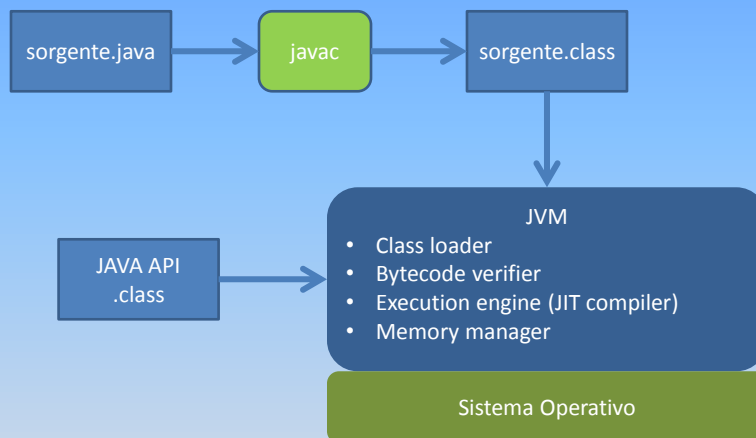 sorgente.java
javac
sorgente.class
JVM
• Class loader
• Bytecode verifier
• Execution engine (JIT compiler)
• Memory manager
JAVA API
.class
Sistema Operativo